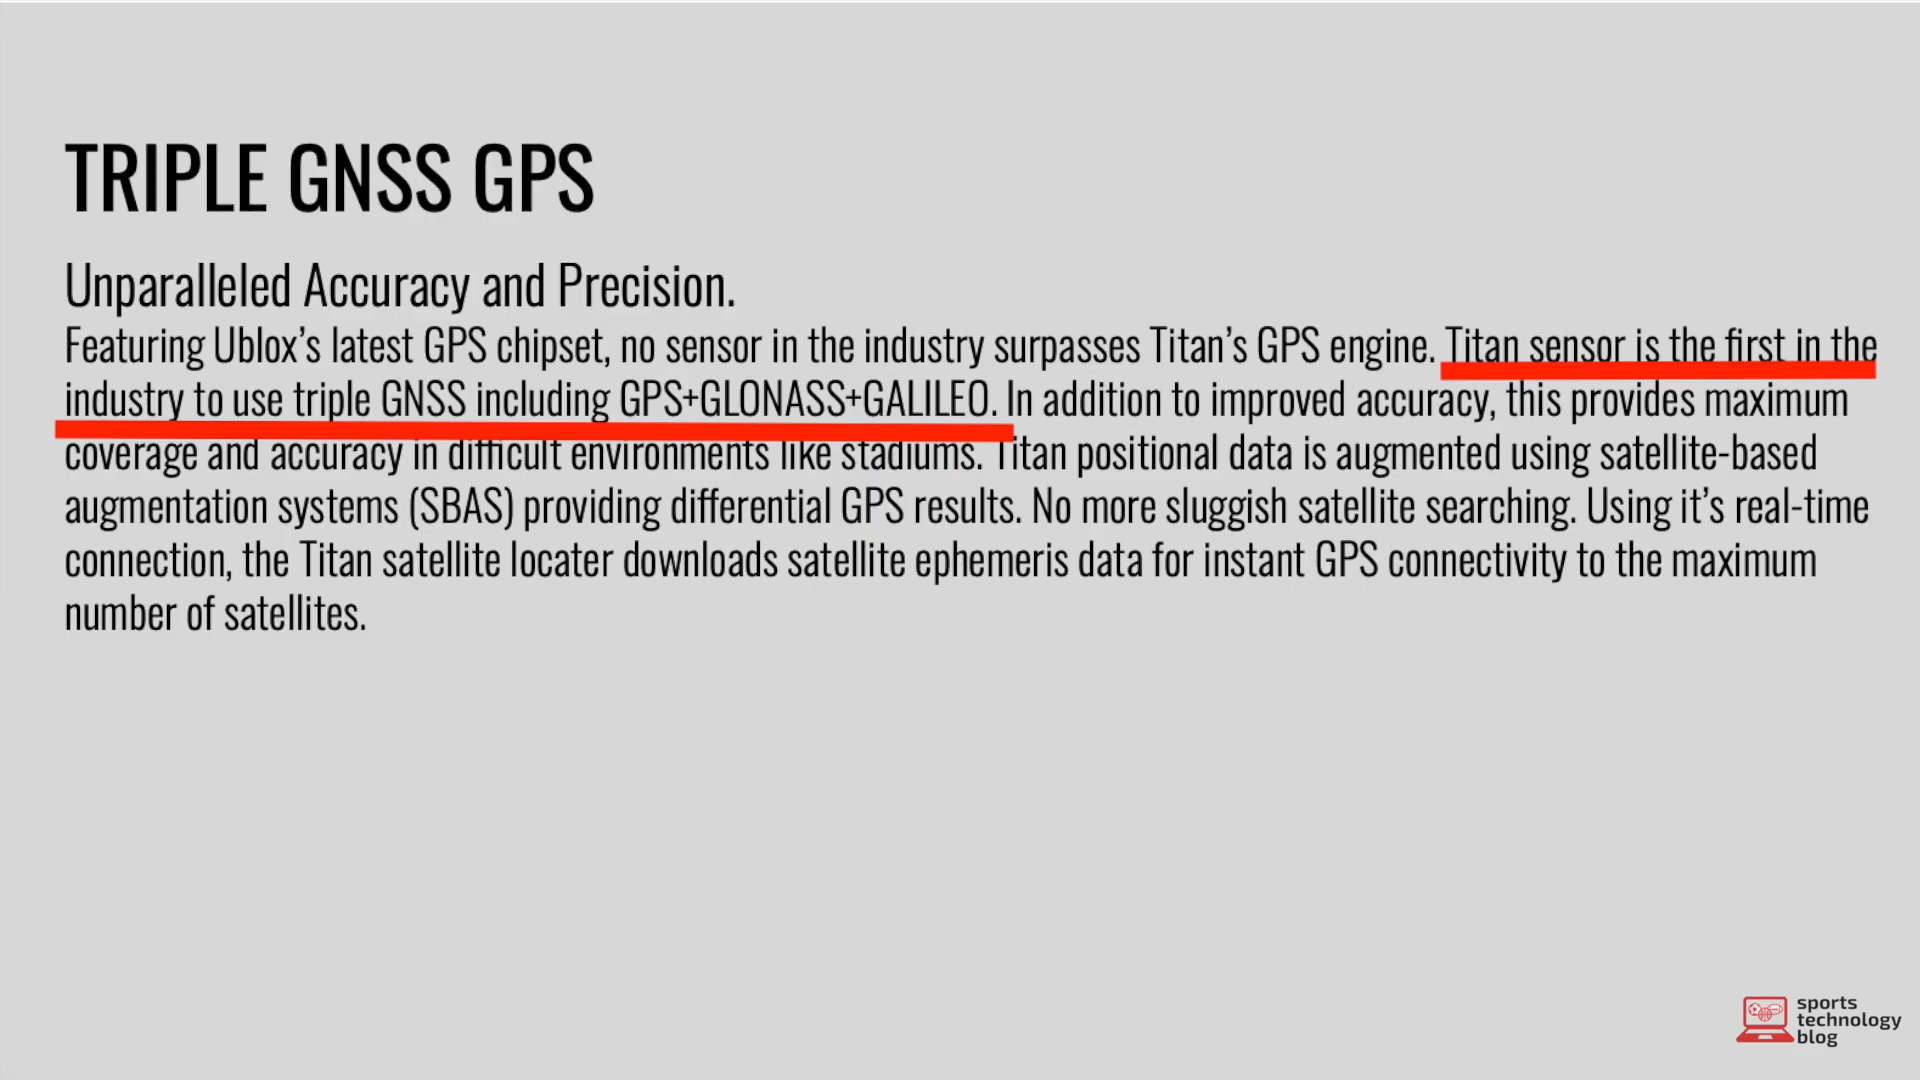 TRIPLE GNSS GPS
Unparalleled Accuracy and Precision.
Featuring Ublox’s latest GPS chipset, no sensor in the industry surpasses Titan’s GPS engine. Titan sensor is the first in the
industry to use triple GNSS including GPS+GLONASS+GALILEO. In addition to improved accuracy, this provides maximum
coverage and accuracy in difficult environments like stadiums. Titan positional data is augmented using satellite-based
augmentation systems (SBAS) providing differential GPS results. No more sluggish satellite searching. Using it’s real-time
connection, the Titan satellite locater downloads satellite ephemeris data for instant GPS connectivity to the maximum
number of satellites.
sports
technology
blog